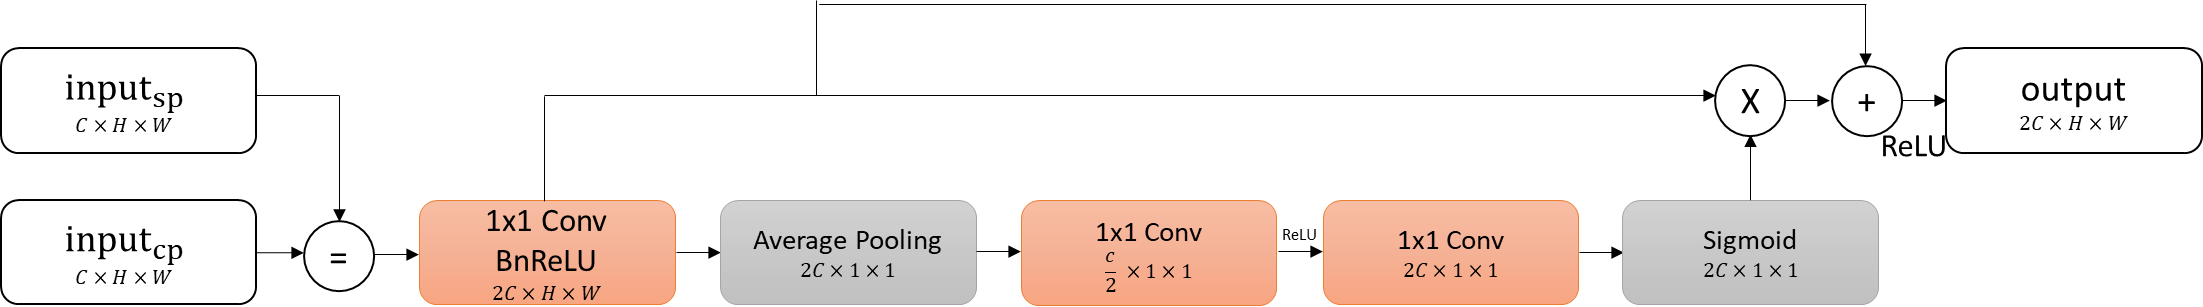 input_sp
C × H × W
input_cp
C × H × W
=
1x1 Conv
BnReLU
2C × H × W
Average Pooling
2C × 1 × 1
1x1 Conv
c/2 × 1 × 1
ReLU
1x1 Conv
2C × 1 × 1
Sigmoid
2C × 1 × 1
X
+
ReLU
output
2C × H × W